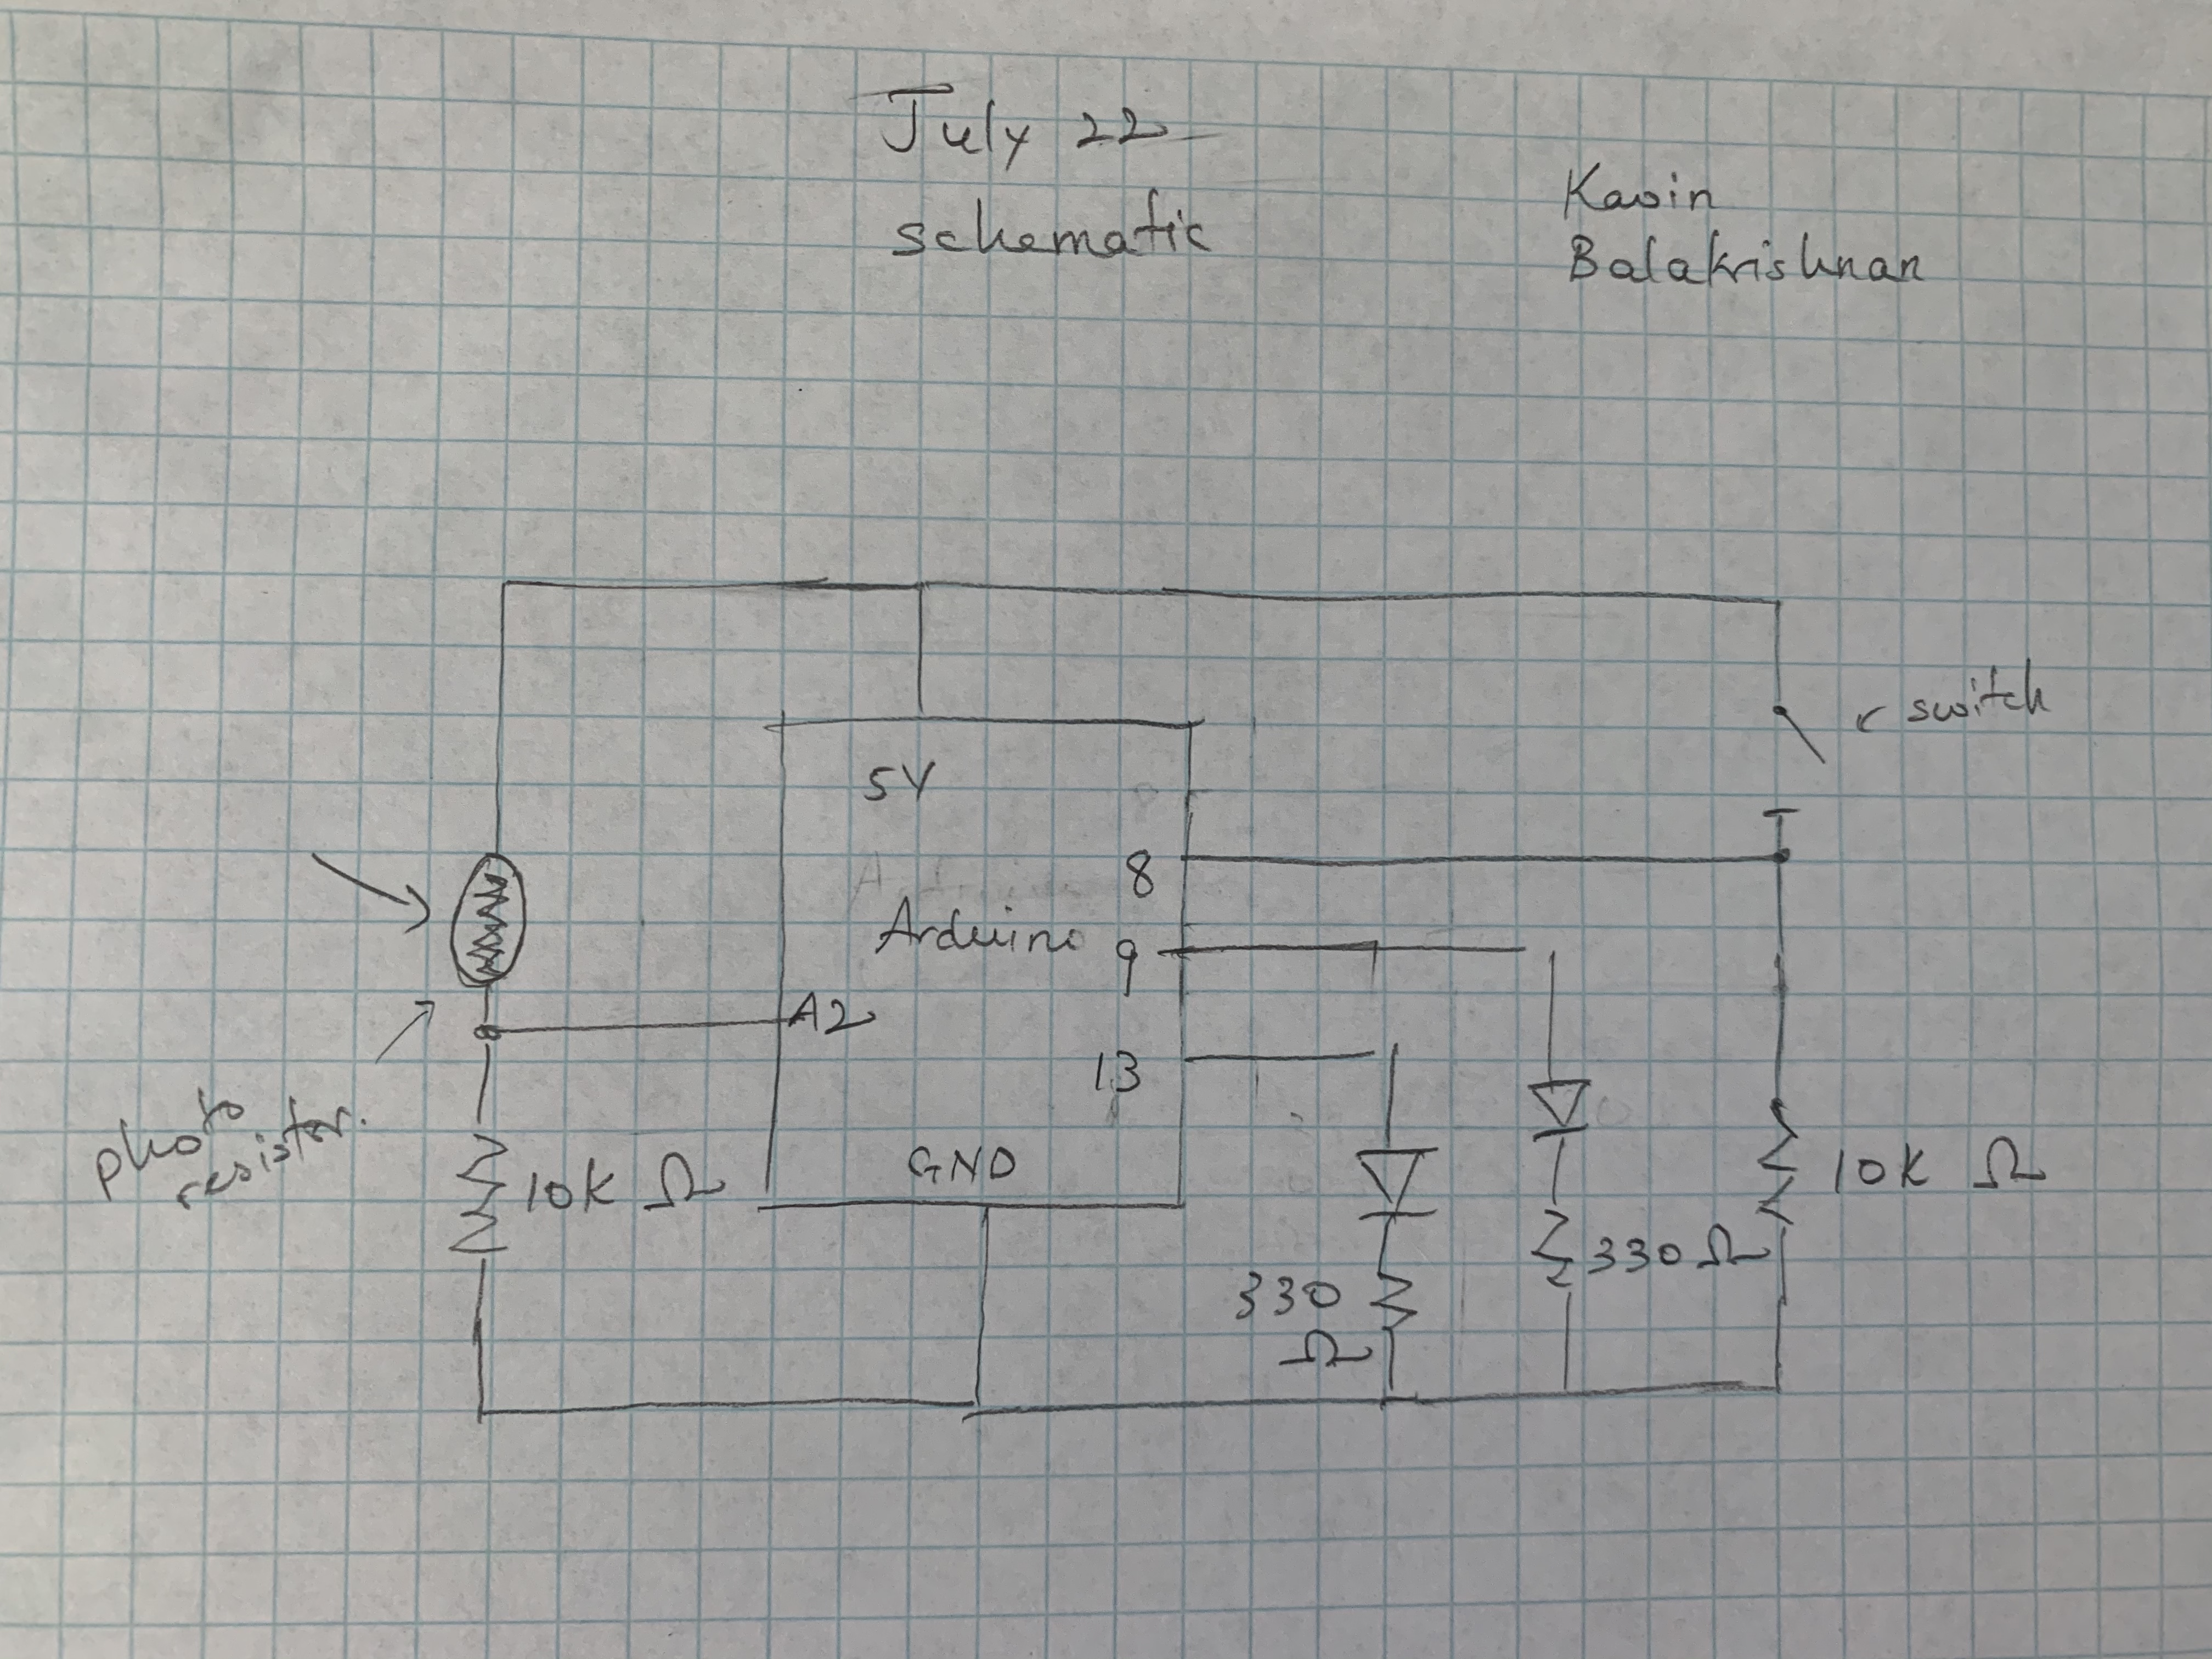 July 22
schematic
Kavin
Balakrishnan
switch
5V
8
Arduino 9
A2
13
photo
resistor.
10K Ω
GND
10K Ω
330 Ω
330
Ω